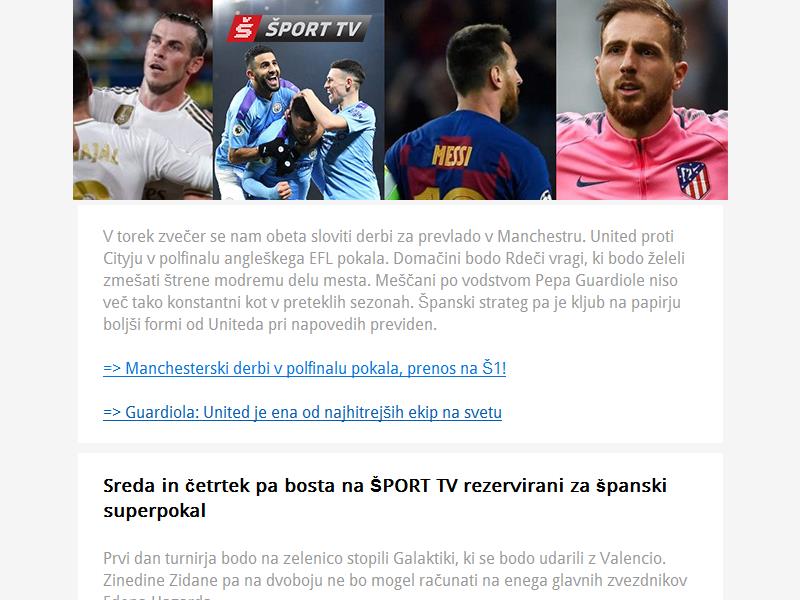 Š ŠPORT TV
MESSI
V torek zvečer se nam obeta sloviti derbi za prevlado v Manchestru. United proti
Cityju v polfinalu angleškega EFL pokala. Domačini bodo Rdeči vragi, ki bodo želeli
zmešati štrene modremu delu mesta. Meščani po vodstvom Pepa Guardiole niso
več tako konstantni kot v preteklih sezonah. Španski strateg pa je kljub na papirju
boljši formi od Uniteda pri napovedih previden.
=> Manchesterski derbi v polfinalu pokala, prenos na Š1!
=> Guardiola: United je ena od najhitrejših ekip na svetu
Sreda in četrtek pa bosta na ŠPORT TV rezervirani za španski
superpokal
Prvi dan turnirja bodo na zelenico stopili Galaktiki, ki se bodo udarili z Valencio.
Zinedine Zidane pa na dvoboju ne bo mogel računati na enega glavnih zvezdnikov